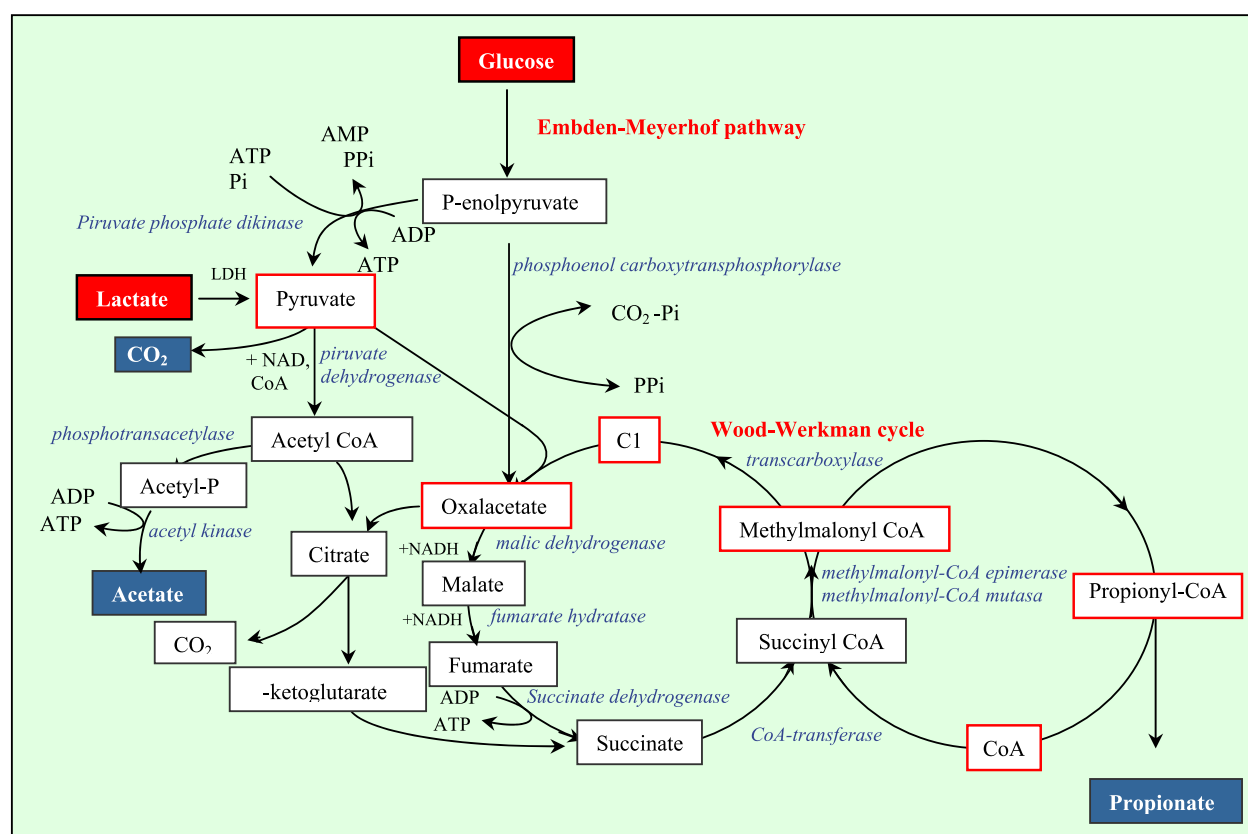 Glucose
Embden-Meyerhof pathway
AMP
PPi
ATP
Pi
P-enolpyruvate
Piruvate phosphate dikinase
ADP
ATP
phosphoenol carboxytransphosphorylase
LDH
Lactate
Pyruvate
CO₂ -Pi
CO₂
+ NAD,
CoA
piruvate
dehydrogenase
PPi
phosphotransacetylase
Acetyl CoA
C1
Wood-Werkman cycle
transcarboxylase
Acetyl-P
ADP
ATP
acetyl kinase
Oxalacetate
Methylmalonyl CoA
Citrate
+NADH
malic dehydrogenase
Acetate
Malate
methylmalonyl-CoA epimerase
methylmalonyl-CoA mutasa
Propionyl-CoA
+NADH
fumarate hydratase
CO₂
Succinyl CoA
Fumarate
-ketoglutarate
ADP
ATP
Succinate dehydrogenase
Succinate
CoA-transferase
CoA
Propionate